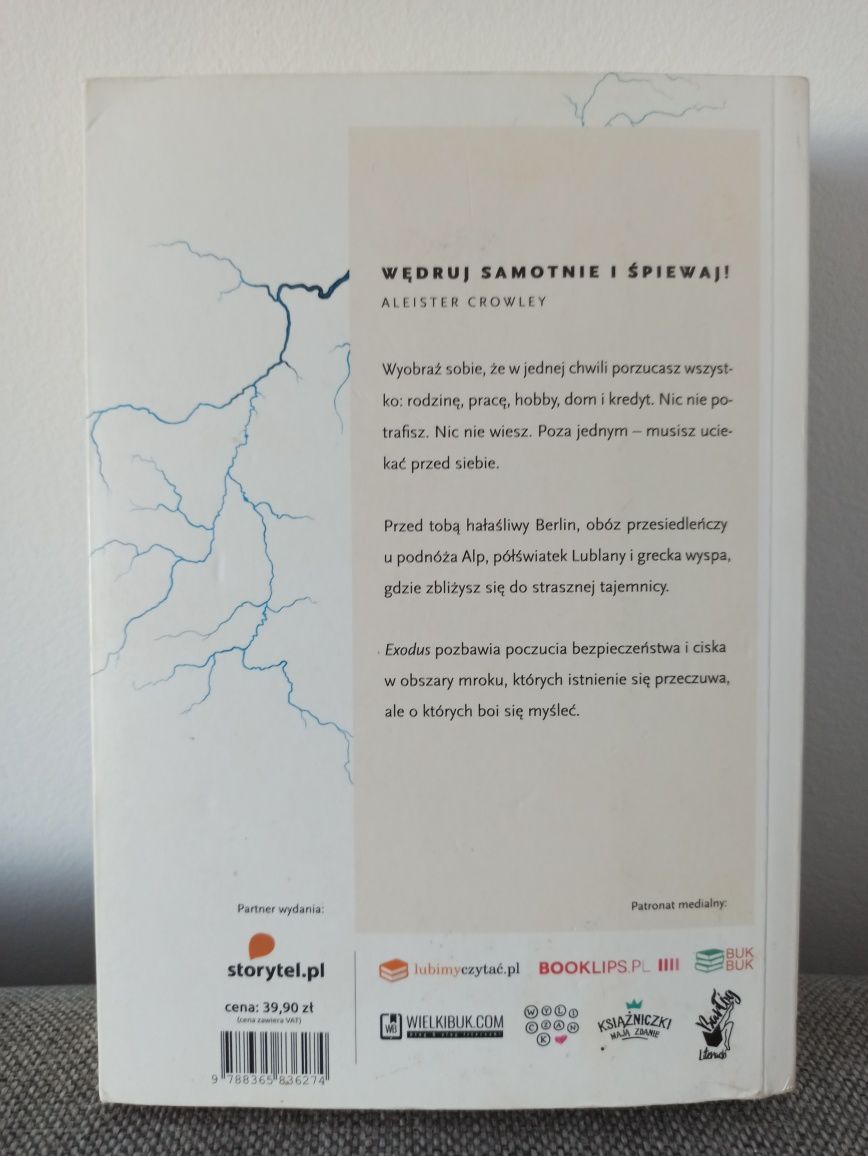 WĘDRUJ SAMOTNIE I ŚPIEWAJ!
ALEISTER CROWLEY
Wyobraź sobie, że w jednej chwili porzucasz wszyst-
ko: rodzinę, pracę, hobby, dom i kredyt. Nic nie po-
trafisz. Nic nie wiesz. Poza jednym – musisz ucie-
kać przed siebie.
Przed tobą hałaśliwy Berlin, obóz przesiedleńczy
u podnóża Alp, półświatek Lublany i grecka wyspa,
gdzie zbliżysz się do strasznej tajemnicy.
Exodus pozbawia poczucia bezpieczeństwa i ciska
w obszary mroku, których istnienie się przeczuwa,
ale o których boi się myśleć.
Partner wydania:
storytel.pl
cena: 39,90 zł
(cena zawiera VAT)
9 788365 836274
Patronat medialny:
lubimyczytać.pl
BOOKLIPS.PL
BUK
BUK
WB
WIELKIBUK.COM
WYLI
CZAN
K
KSIĄŻNICZKI
MAJĄ ZDANIE